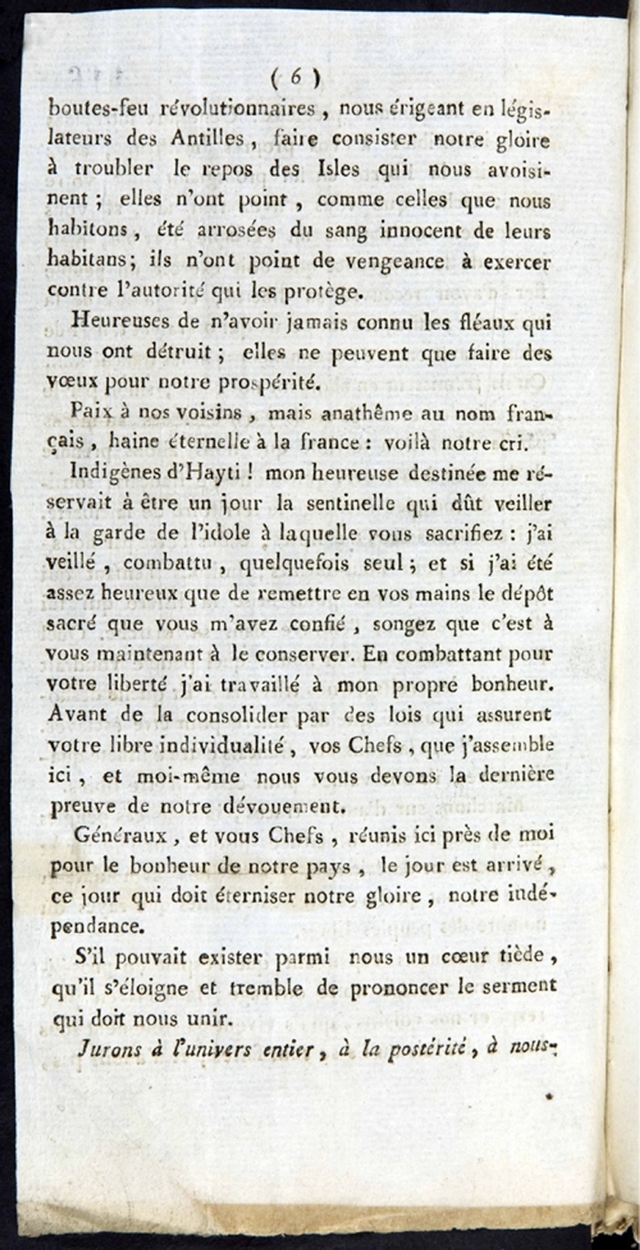 ( 6 )
boutes-feu révolutionnaires , nous érigeant en légis-
lateurs des Antilles , faire consister notre gloire
à troubler le repos des Isles qui nous avoisi-
nent ; elles n'ont point , comme celles que nous
habitons , été arrosées du sang innocent de leurs
habitans; ils n'ont point de vengeance à exercer
contre l'autorité qui les protège.
Heureuses de n'avoir jamais connu les fléaux qui
nous ont détruit ; elles ne peuvent que faire des
vœux pour notre prospérité.
Paix à nos voisins , mais anathême au nom fran-
çais , haine éternelle à la france : voilà notre cri.
Indigènes d'Hayti ! mon heureuse destinée me ré-
servait à être un jour la sentinelle qui dût veiller
à la garde de l'idole à laquelle vous sacrifiez : j'ai
veillé , combattu , quelquefois seul ; et si j'ai été
assez heureux que de remettre en vos mains le dépôt
sacré que vous m'avez confié , songez que c'est à
vous maintenant à le conserver. En combattant pour
votre liberté j'ai travaillé à mon propre bonheur.
Avant de la consolider par des lois qui assurent
votre libre individualité , vos Chefs , que j'assemble
ici , et moi-même nous vous devons la dernière
preuve de notre dévouement.
Généraux , et vous Chefs , réunis ici près de moi
pour le bonheur de notre pays , le jour est arrivé ,
ce jour qui doit éterniser notre gloire , notre indé-
pendance.
S'il pouvait exister parmi nous un cœur tiède ,
qu'il s'éloigne et tremble de prononcer le serment
qui doit nous unir.
Jurons à l'univers entier , à la postérité , à nous-